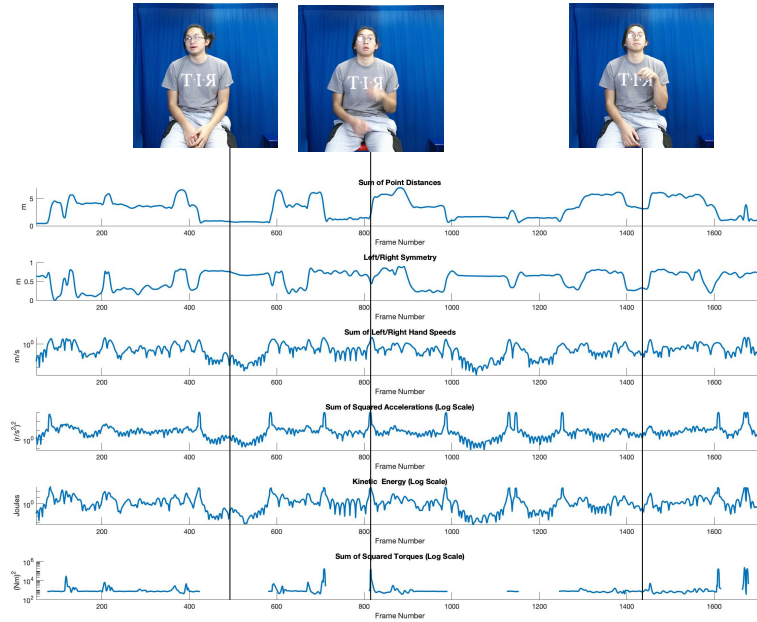 T·I·Я T·I·Я
Sum of Point Distances
5
0
m
200 400 600 800 1000 1200 1400 1600
Frame Number
Left/Right Symmetry
1
0.5
0
m
200 400 600 800 1000 1200 1400 1600
Frame Number
Sum of Left/Right Hand Speeds
10⁰
m/s
200 400 600 800 1000 1200 1400 1600
Frame Number
Sum of Squared Accelerations (Log Scale)
10⁰
(r/s²)²
200 400 600 800 1000 1200 1400 1600
Frame Number
Kinetic Energy (Log Scale)
10⁰
Joules
200 400 600 800 1000 1200 1400 1600
Frame Number
Sum of Squared Torques (Log Scale)
10⁶
10⁴
10²
(Nm)²
200 400 600 800 1000 1200 1400 1600
Frame Number